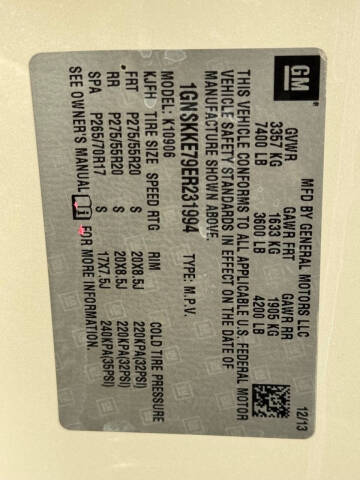 GM
MFD BY GENERAL MOTORS LLC 12/13
GVWR GAWR FRT GAWR RR
3357 KG 1633 KG 1905 KG
7400 LB 3600 LB 4200 LB
THIS VEHICLE CONFORMS TO ALL APPLICABLE U.S. FEDERAL MOTOR
VEHICLE SAFETY STANDARDS IN EFFECT ON THE DATE OF
MANUFACTURE SHOWN ABOVE.
1GNSKKE79ER231994 TYPE: M.P.V.
MODEL: K10906
KJFH TIRE SIZE SPEED RTG RIM COLD TIRE PRESSURE
FRT P275/55R20 S 20X8.5J 220KPA(32PSI)
RR P275/55R20 S 20X8.5J 220KPA(32PSI)
SPA P265/70R17 S 17X7.5J 240KPA(35PSI)
SEE OWNER'S MANUAL FOR MORE INFORMATION.